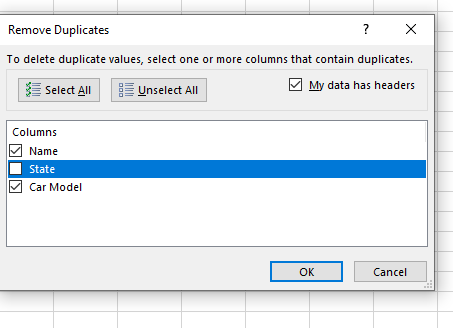 Remove Duplicates ? ×
To delete duplicate values, select one or more columns that contain duplicates.
Select All Unselect All My data has headers
Columns
Name
State
Car Model
OK Cancel